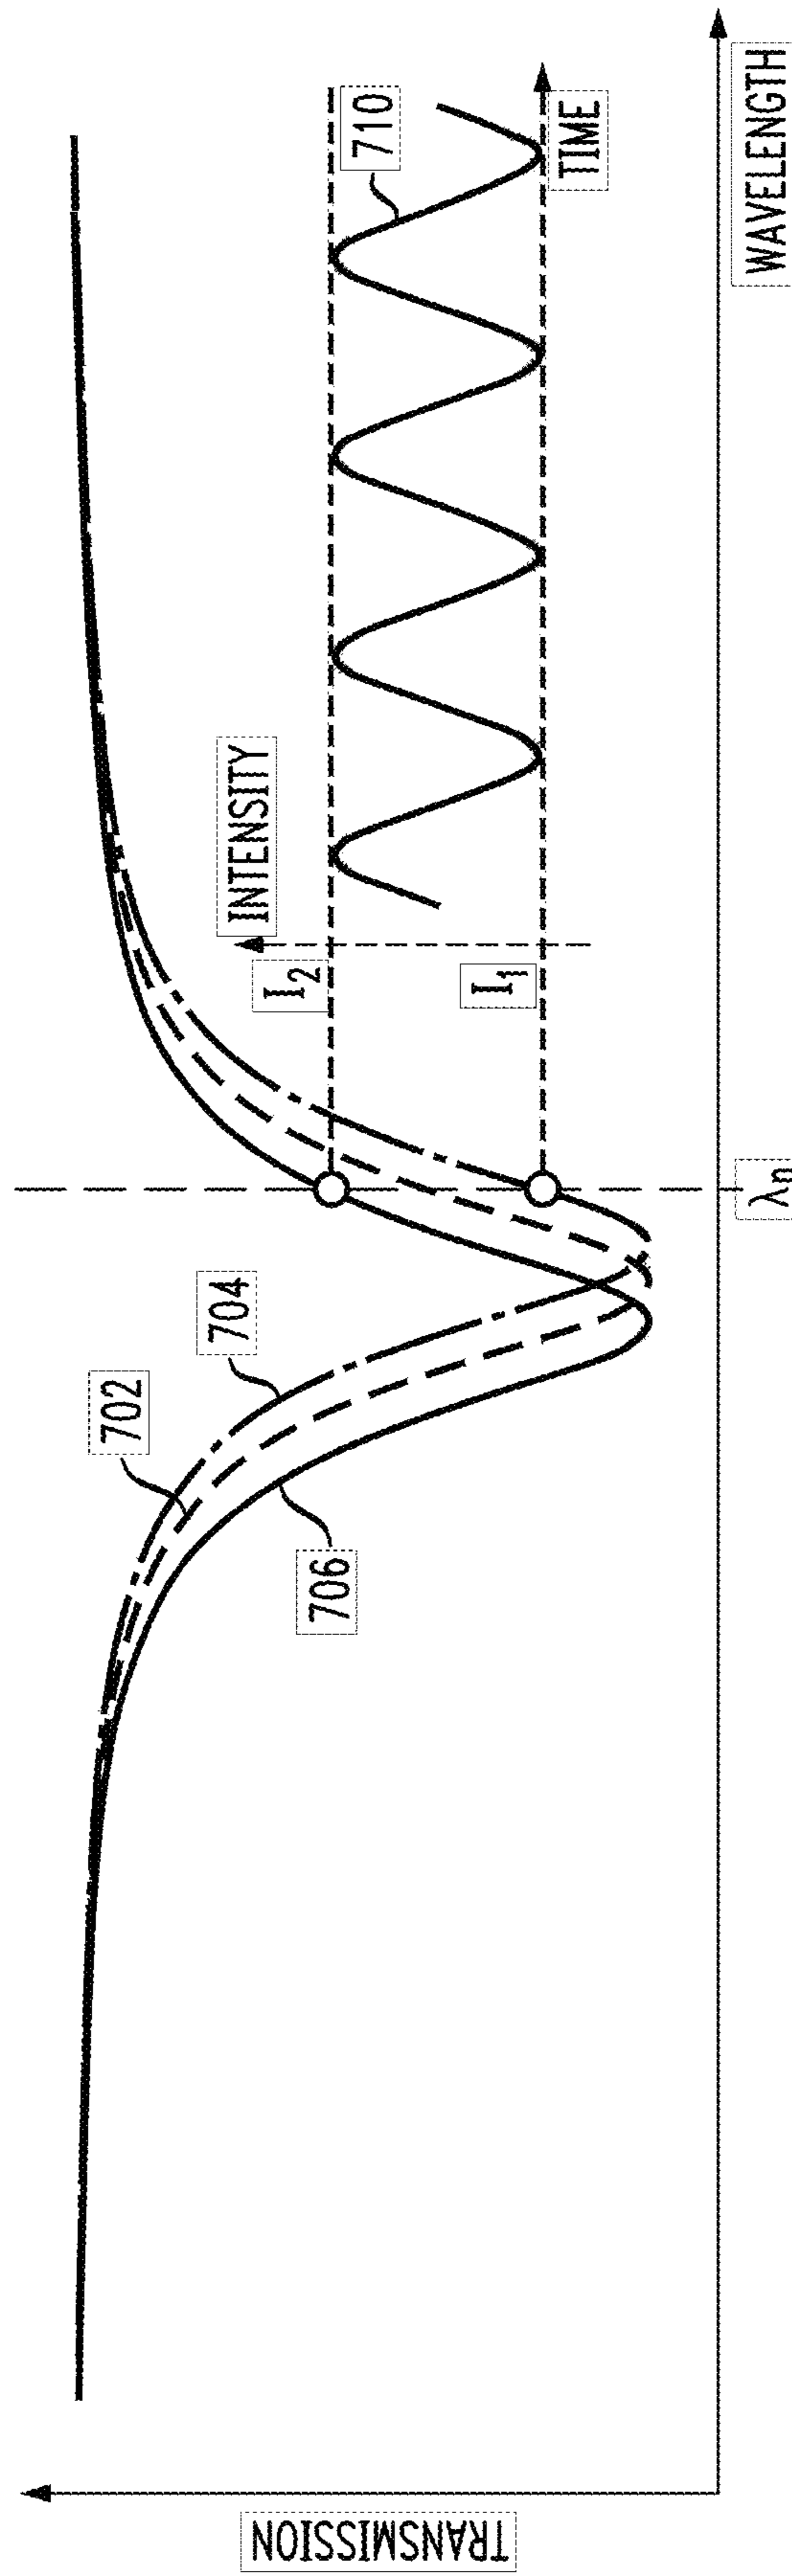 TRANSMISSION
702
704
706
INTENSITY
I₂
I₁
710
TIME
λₙ
WAVELENGTH